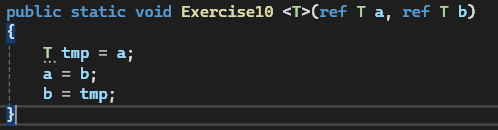 public static void Exercise10 <T>(ref T a, ref T b)
{
    T tmp = a;
    a = b;
    b = tmp;
}